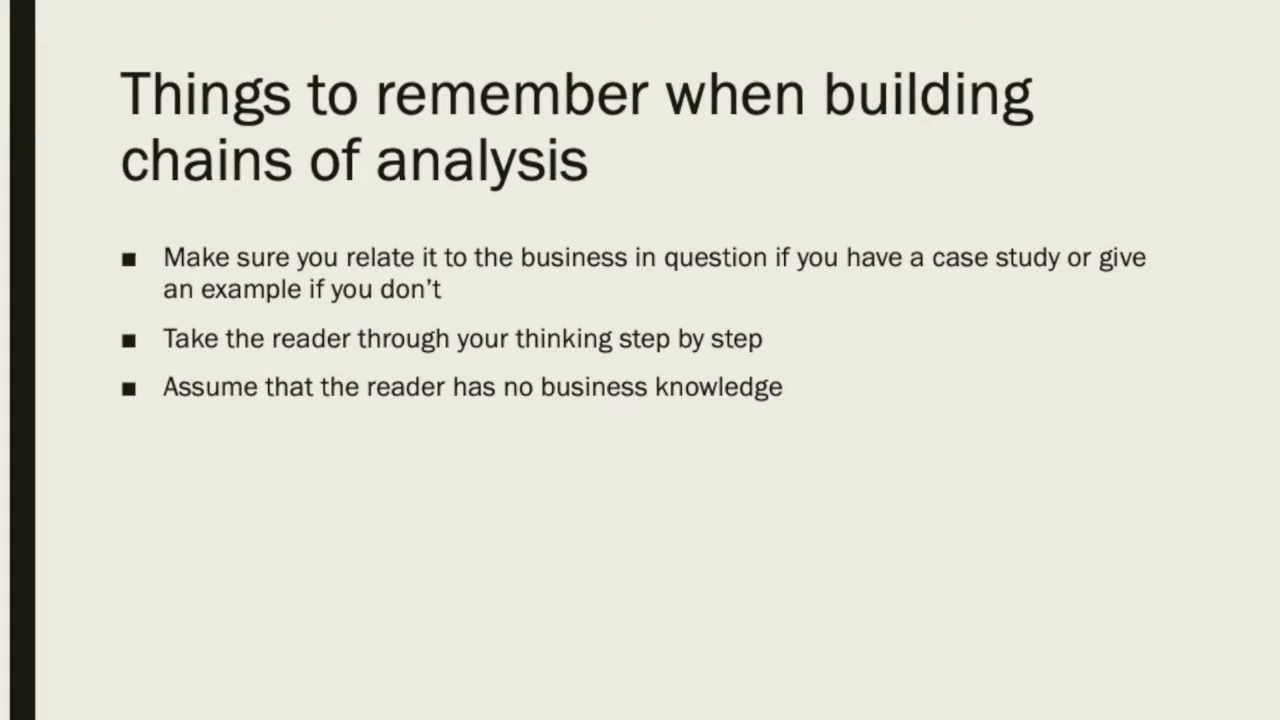 Things to remember when building
chains of analysis
■ Make sure you relate it to the business in question if you have a case study or give
an example if you don’t
■ Take the reader through your thinking step by step
■ Assume that the reader has no business knowledge